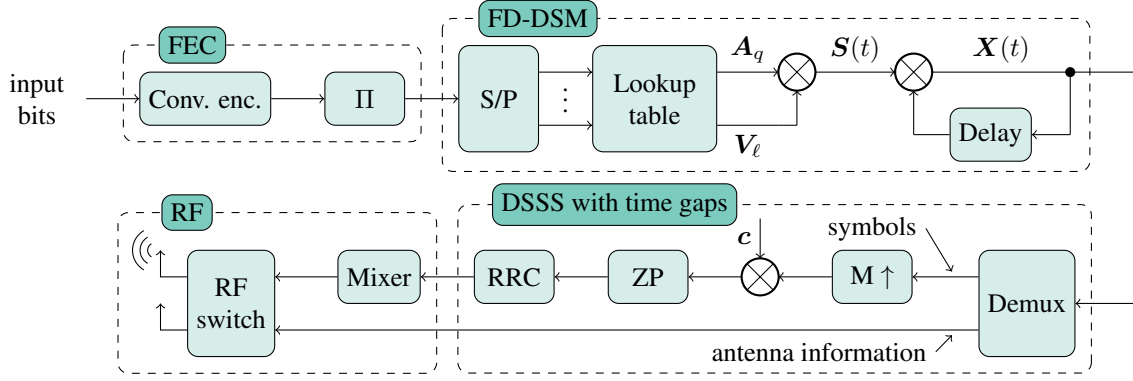 FEC
FD-DSM
input
bits
Conv. enc.
Π
S/P
⋮
Lookup
table
A_q
V_ℓ
S(t)
X(t)
Delay
RF
DSSS with time gaps
RF
switch
Mixer
RRC
ZP
c
M ↑
symbols
Demux
antenna information